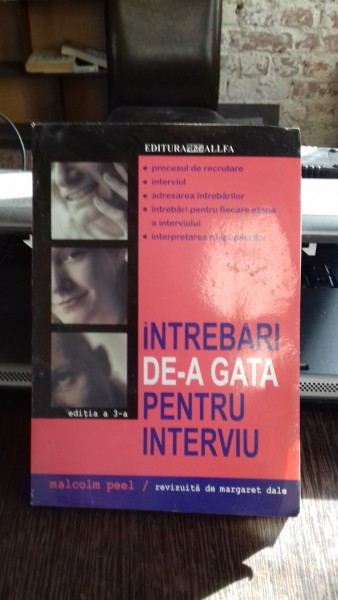 EDITURA ALLFA
• procesul de recrutare
• interviul
• adresarea întrebărilor
• întrebări pentru fiecare etapă
a interviului
• interpretarea răspunsurilor
ÎNTREBĂRI
DE-A GATA
PENTRU
INTERVIU
ediția a 3-a
malcolm peel / revizuită de margaret dale